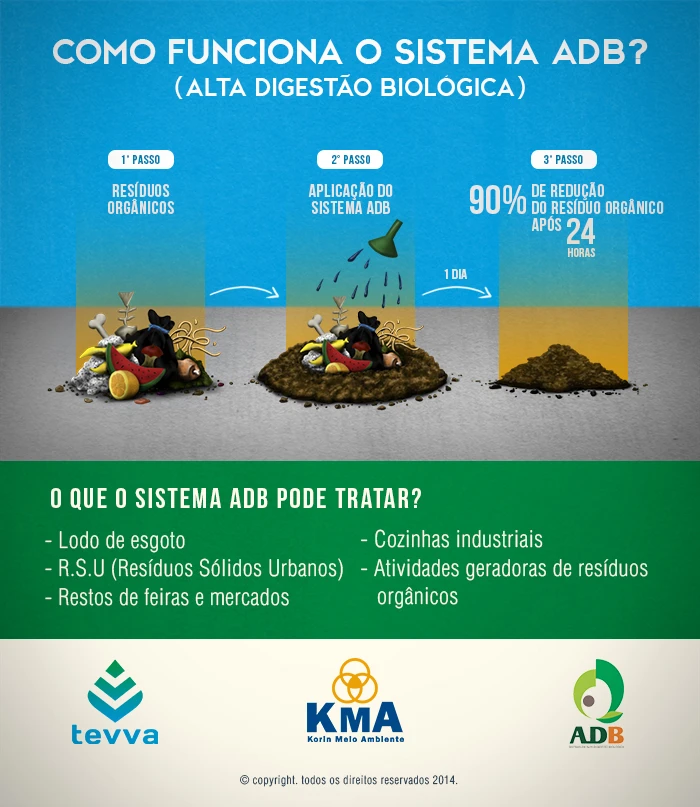 COMO FUNCIONA O SISTEMA ADB?
(ALTA DIGESTÃO BIOLÓGICA)
1° PASSO
RESÍDUOS
ORGÂNICOS
2° PASSO
APLICAÇÃO DO
SISTEMA ADB
1 DIA
3° PASSO
90% DE REDUÇÃO
DO RESÍDUO ORGÂNICO
APÓS 24
HORAS
O QUE O SISTEMA ADB PODE TRATAR?
- Lodo de esgoto
- R.S.U (Resíduos Sólidos Urbanos)
- Restos de feiras e mercados
- Cozinhas industriais
- Atividades geradoras de resíduos
orgânicos
tevva
KMA
Korin Meio Ambiente
ADB
© copyright. todos os direitos reservados 2014.